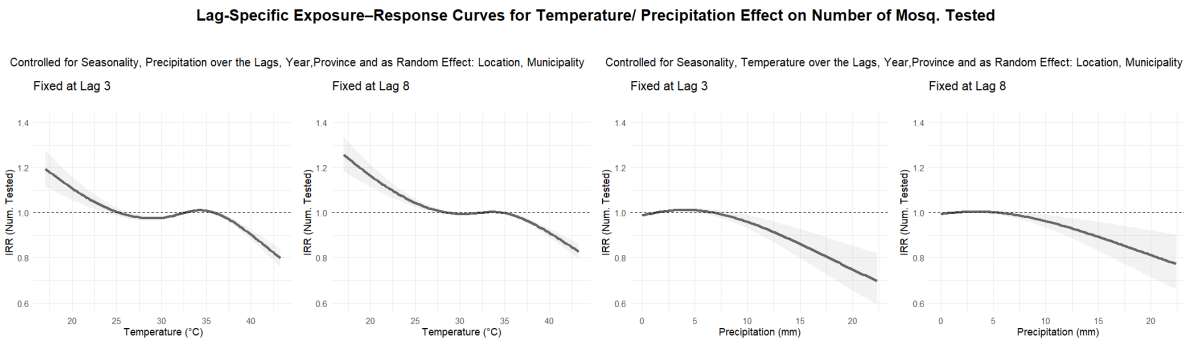 Lag-Specific Exposure–Response Curves for Temperature/ Precipitation Effect on Number of Mosq. Tested
Controlled for Seasonality, Precipitation over the Lags, Year,Province and as Random Effect: Location, Municipality
Fixed at Lag 3
Fixed at Lag 8
IRR (Num. Tested)
1.4
1.2
1.0
0.8
0.6
20
25
30
35
40
Temperature (°C)
IRR (Num. Tested)
1.4
1.2
1.0
0.8
0.6
20
25
30
35
40
Temperature (°C)
Controlled for Seasonality, Temperature over the Lags, Year,Province and as Random Effect: Location, Municipality
Fixed at Lag 3
Fixed at Lag 8
IRR (Num. Tested)
1.4
1.2
1.0
0.8
0.6
0
5
10
15
20
Precipitation (mm)
IRR (Num. Tested)
1.4
1.2
1.0
0.8
0.6
0
5
10
15
20
Precipitation (mm)